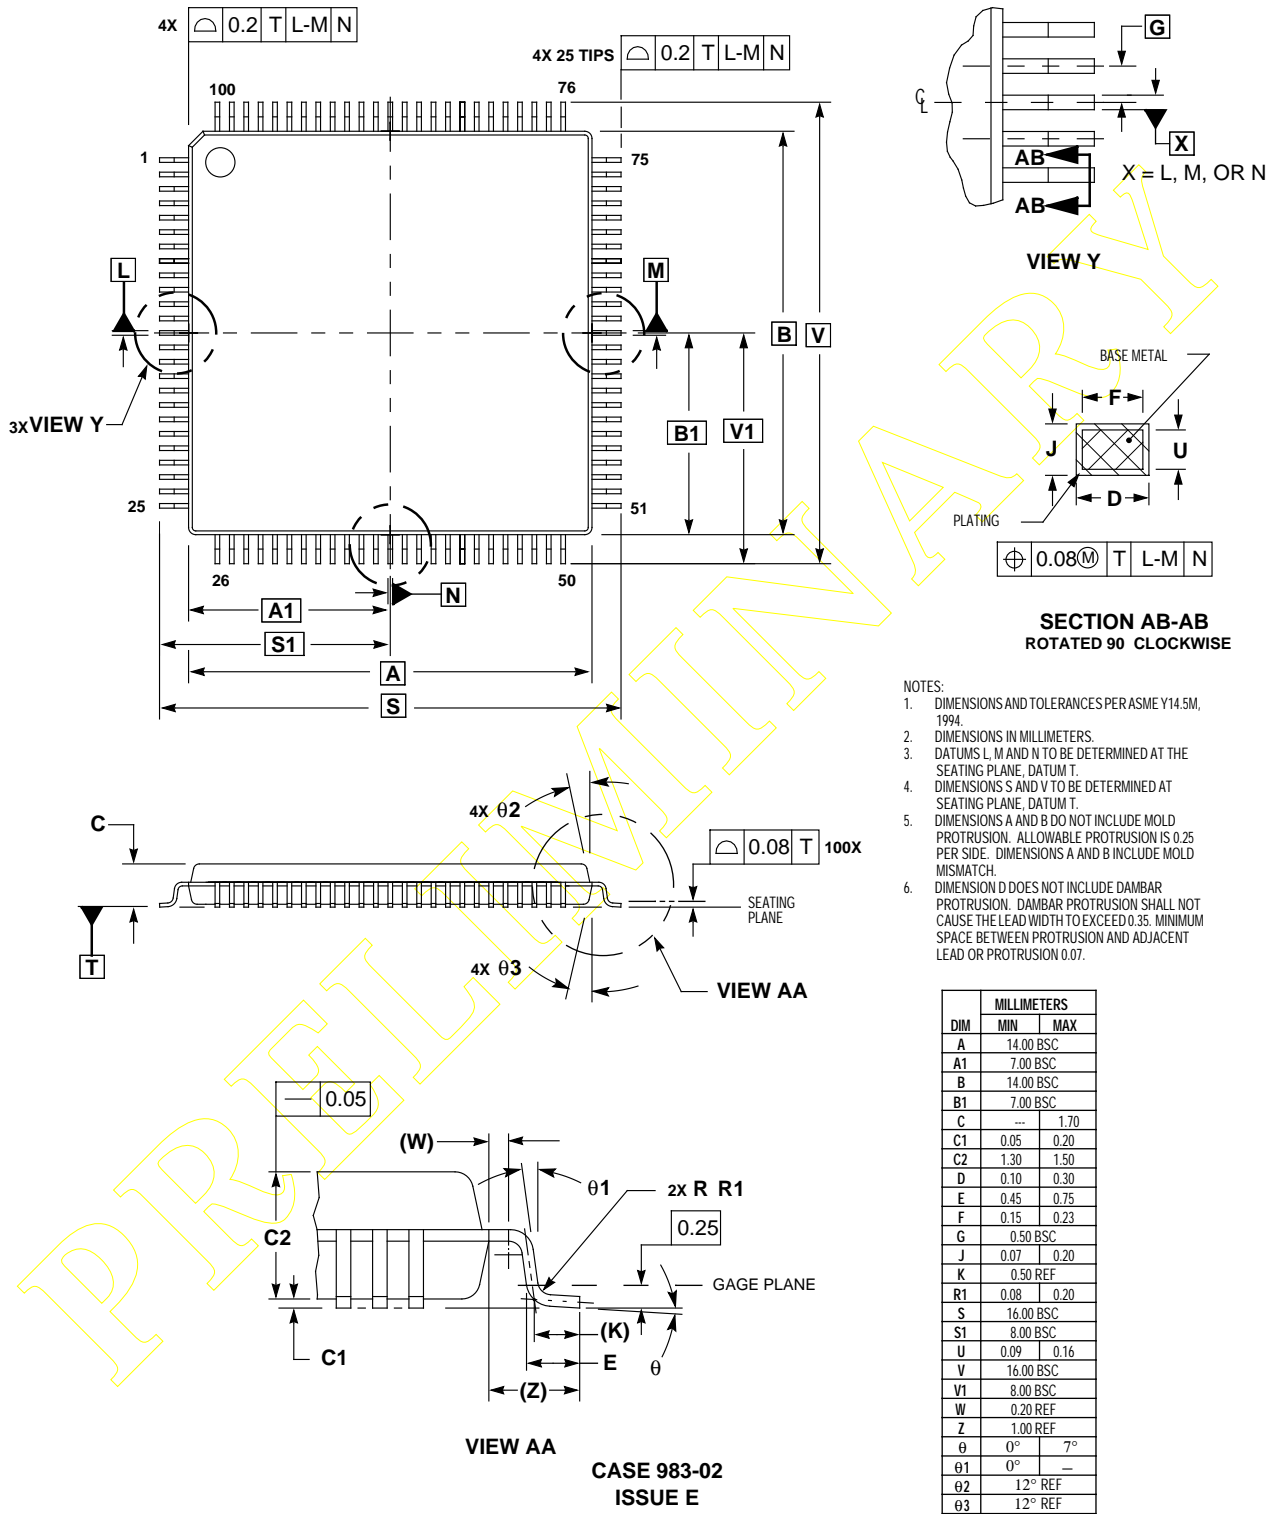 4X ⌓ 0.2 T L-M N
4X 25 TIPS ⌓ 0.2 T L-M N
100
76
1
75
L
M
3X VIEW Y
25
51
26
50
N
B
V
B1
V1
A1
S1
A
S
G
℄
X
AB
AB
X = L, M, OR N
VIEW Y
BASE METAL
F
J
U
D
PLATING
⌖ 0.08Ⓜ T L-M N
SECTION AB-AB
ROTATED 90 CLOCKWISE
NOTES:
1. DIMENSIONS AND TOLERANCES PER ASME Y14.5M,
1994.
2. DIMENSIONS IN MILLIMETERS.
3. DATUMS L, M AND N TO BE DETERMINED AT THE
SEATING PLANE, DATUM T.
4. DIMENSIONS S AND V TO BE DETERMINED AT
SEATING PLANE, DATUM T.
5. DIMENSIONS A AND B DO NOT INCLUDE MOLD
PROTRUSION. ALLOWABLE PROTRUSION IS 0.25
PER SIDE. DIMENSIONS A AND B INCLUDE MOLD
MISMATCH.
6. DIMENSION D DOES NOT INCLUDE DAMBAR
PROTRUSION. DAMBAR PROTRUSION SHALL NOT
CAUSE THE LEAD WIDTH TO EXCEED 0.35. MINIMUM
SPACE BETWEEN PROTRUSION AND ADJACENT
LEAD OR PROTRUSION 0.07.
C
T
4X θ2
4X θ3
⌓ 0.08 T 100X
SEATING
PLANE
VIEW AA
— 0.05
(W)
θ1
2X R R1
0.25
GAGE PLANE
C2
C1
(K)
E
θ
(Z)
VIEW AA
CASE 983-02
ISSUE E
MILLIMETERS
DIM MIN MAX
A 14.00 BSC
A1 7.00 BSC
B 14.00 BSC
B1 7.00 BSC
C --- 1.70
C1 0.05 0.20
C2 1.30 1.50
D 0.10 0.30
E 0.45 0.75
F 0.15 0.23
G 0.50 BSC
J 0.07 0.20
K 0.50 REF
R1 0.08 0.20
S 16.00 BSC
S1 8.00 BSC
U 0.09 0.16
V 16.00 BSC
V1 8.00 BSC
W 0.20 REF
Z 1.00 REF
θ 0° 7°
θ1 0° —
θ2 12° REF
θ3 12° REF
PRELIMINARY